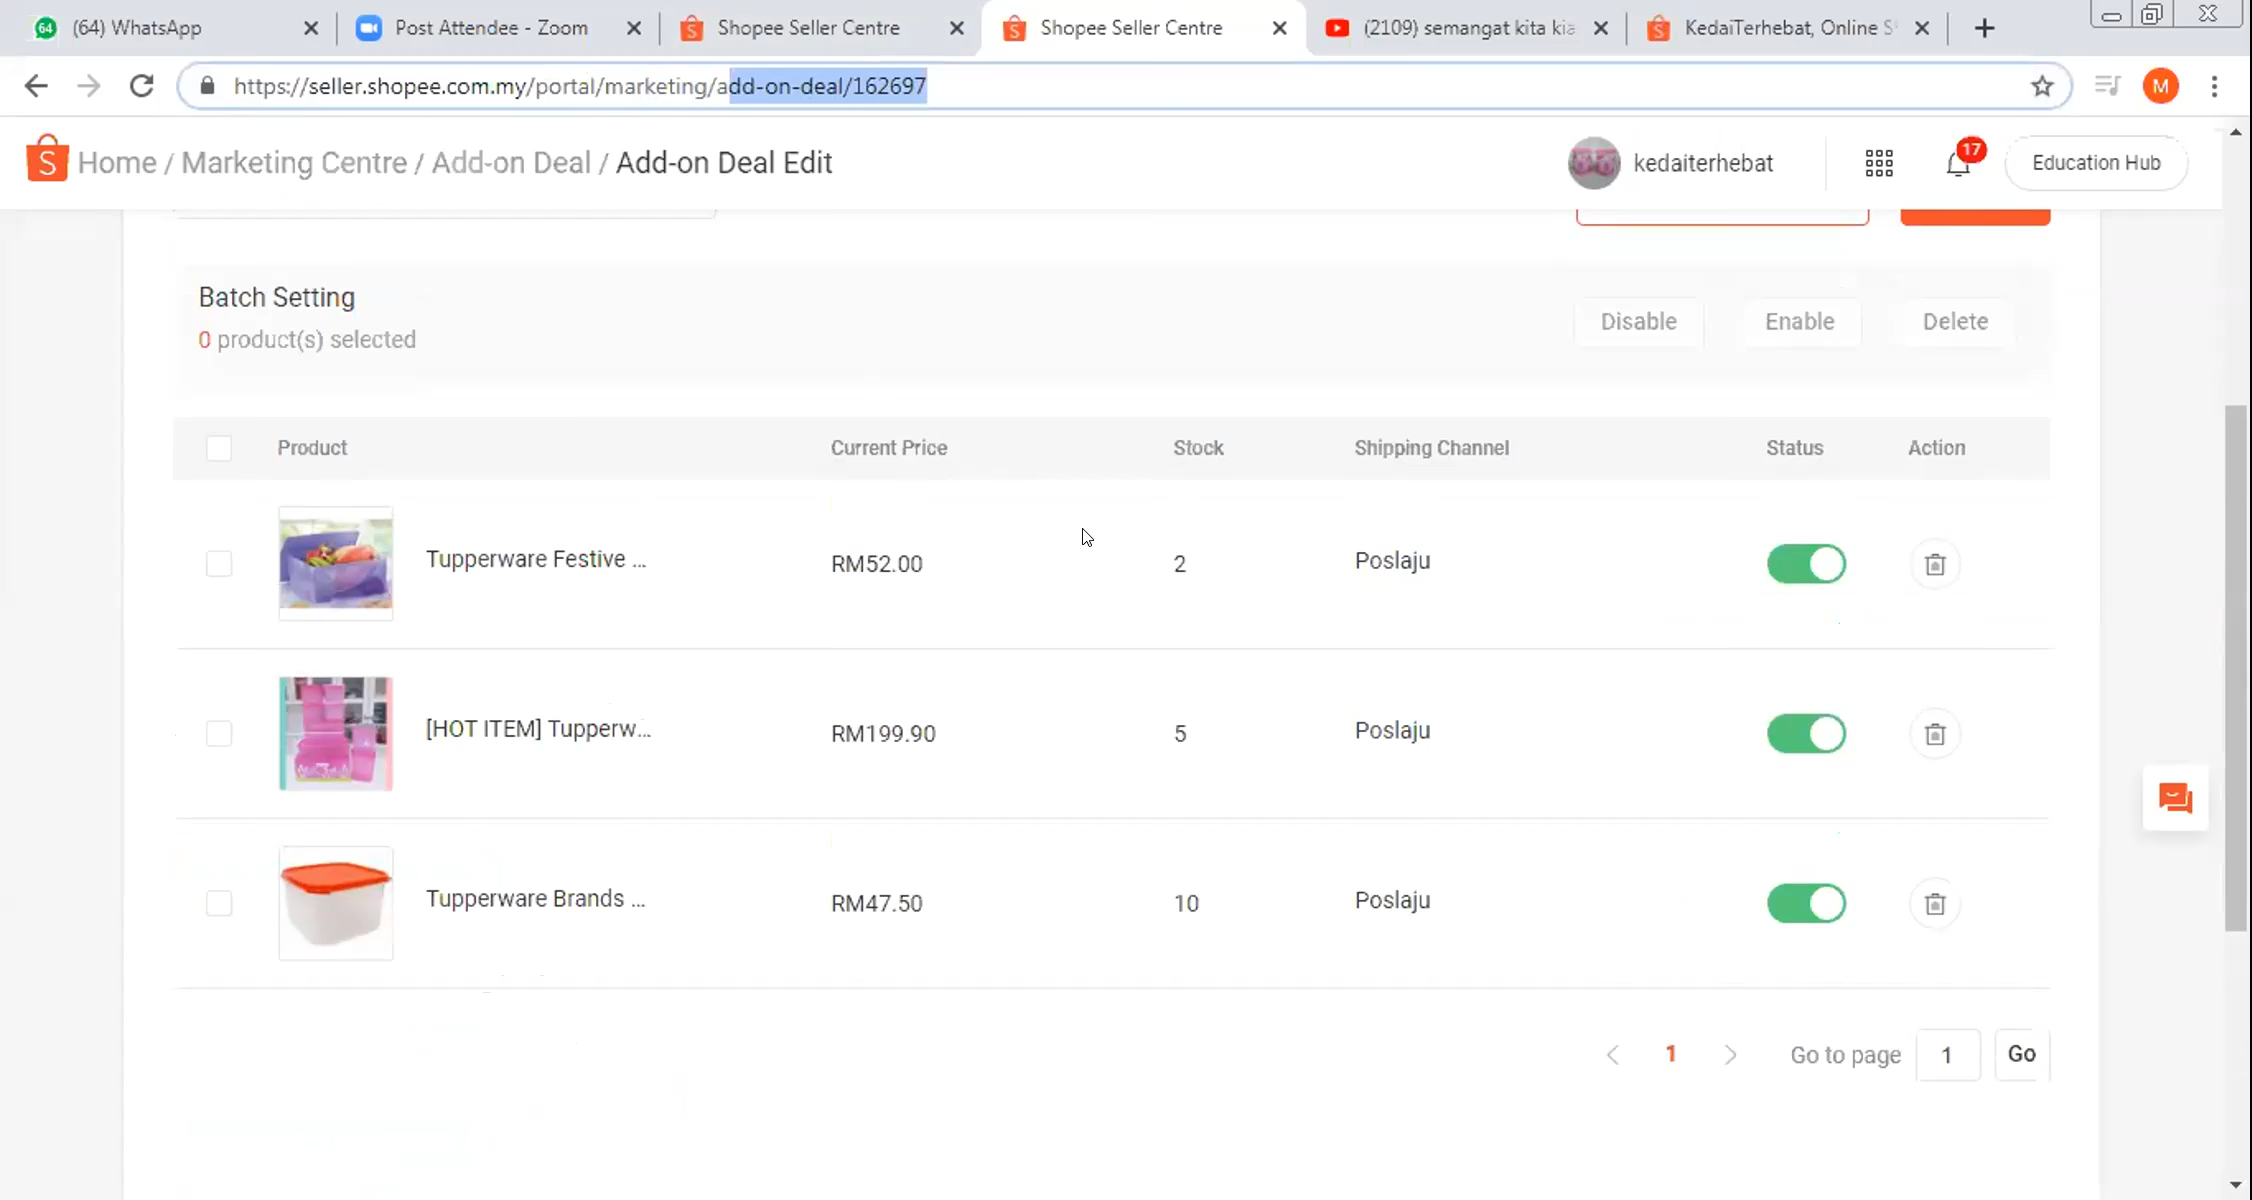 64 (64) WhatsApp
Post Attendee - Zoom
Shopee Seller Centre
Shopee Seller Centre
(2109) semangat kita kia
KedaiTerhebat, Online S
https://seller.shopee.com.my/portal/marketing/add-on-deal/162697
M
Home / Marketing Centre / Add-on Deal / Add-on Deal Edit
kedaiterhebat
17
Education Hub
Batch Setting
0 product(s) selected
Disable
Enable
Delete
Product
Current Price
Stock
Shipping Channel
Status
Action
Tupperware Festive ...
RM52.00
2
Poslaju
[HOT ITEM] Tupperw...
RM199.90
5
Poslaju
Tupperware Brands ...
RM47.50
10
Poslaju
1
Go to page
1
Go